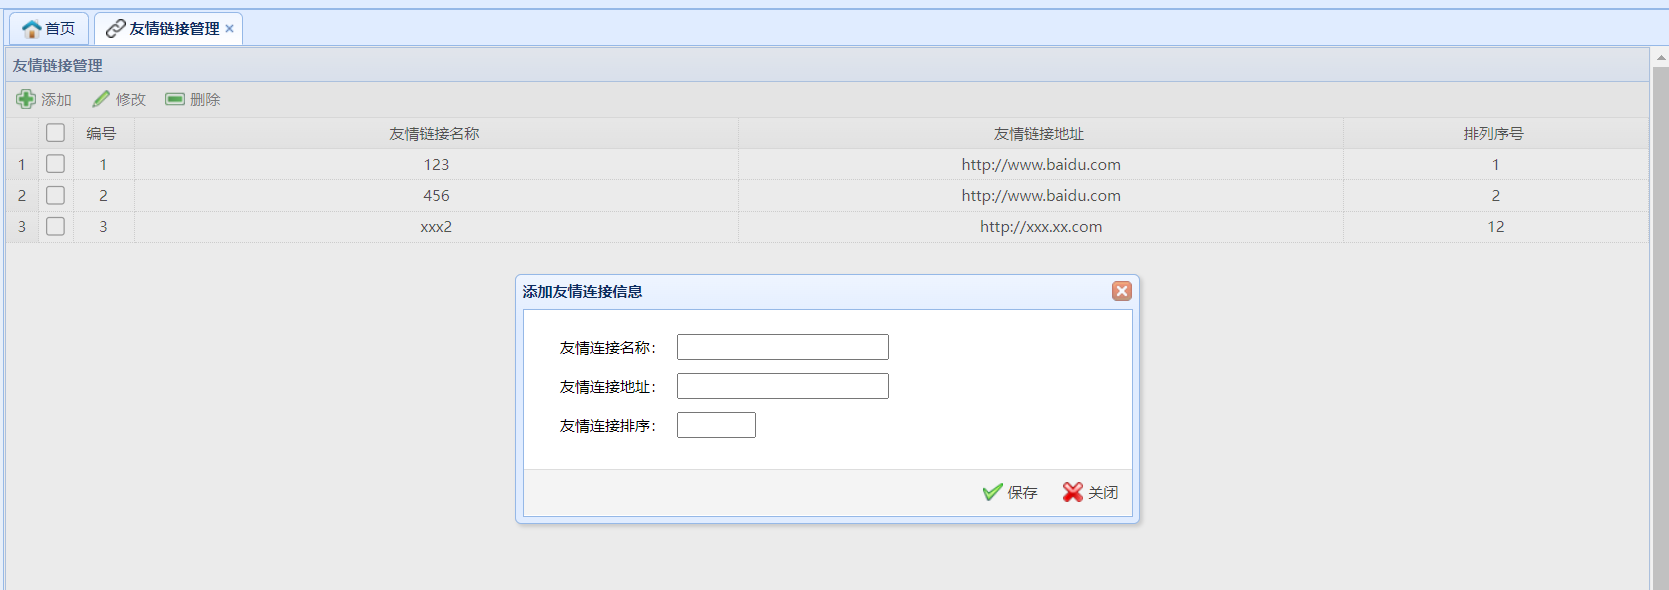 首页 友情链接管理
友情链接管理
添加 修改 删除
编号 友情链接名称 友情链接地址 排列序号
1 1 123 http://www.baidu.com 1
2 2 456 http://www.baidu.com 2
3 3 xxx2 http://xxx.xx.com 12
添加友情连接信息
友情连接名称：
友情连接地址：
友情连接排序：
保存 关闭